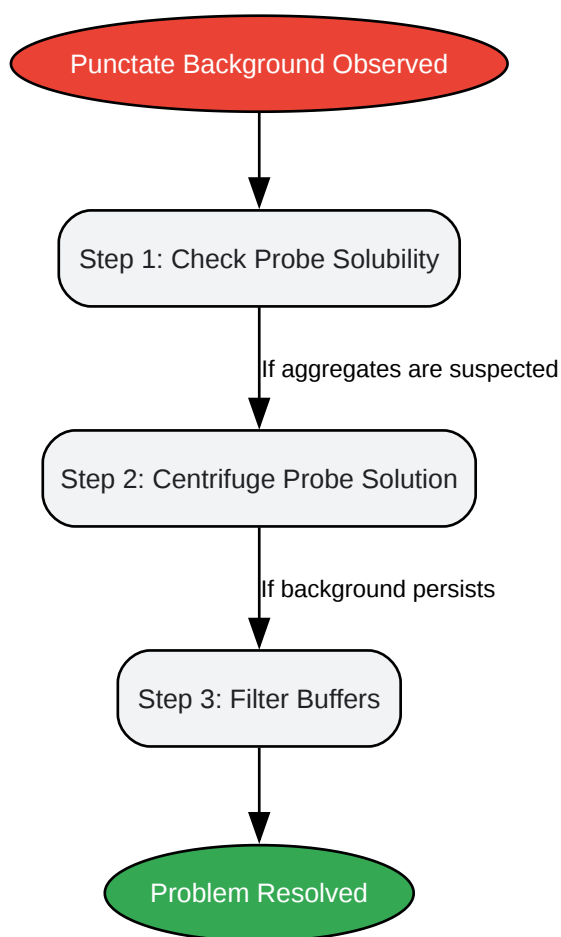 Punctate Background Observed
Step 1: Check Probe Solubility
If aggregates are suspected
Step 2: Centrifuge Probe Solution
If background persists
Step 3: Filter Buffers
Problem Resolved